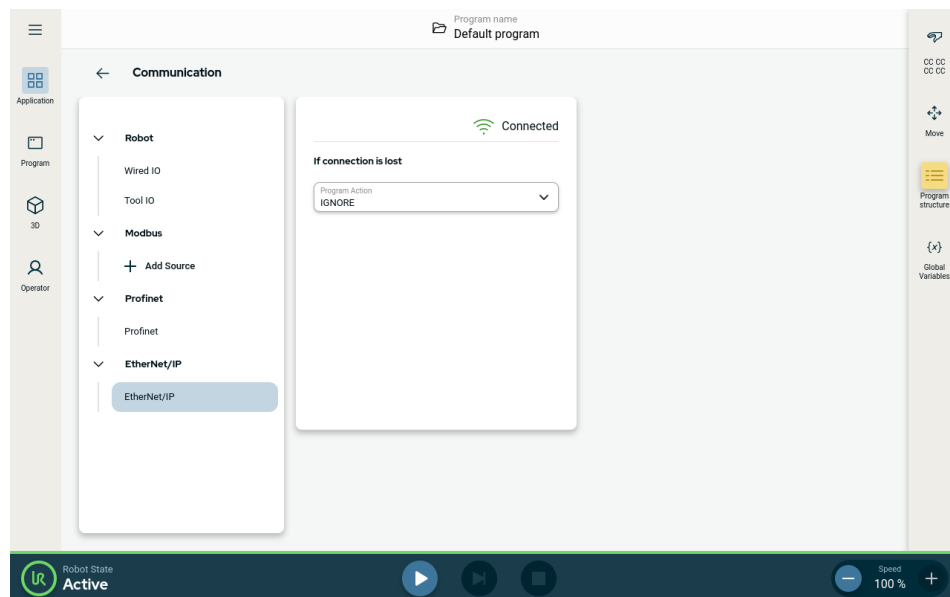 Program name
Default program
Application
Program
3D
Operator
Communication
Robot
Wired IO
Tool IO
Modbus
Add Source
Profinet
Profinet
EtherNet/IP
EtherNet/IP
Connected
If connection is lost
Program Action
IGNORE
CC CC
CC CC
Move
Program
structure
{x}
Global
Variables
UR
Robot State
Active
Speed
100 %